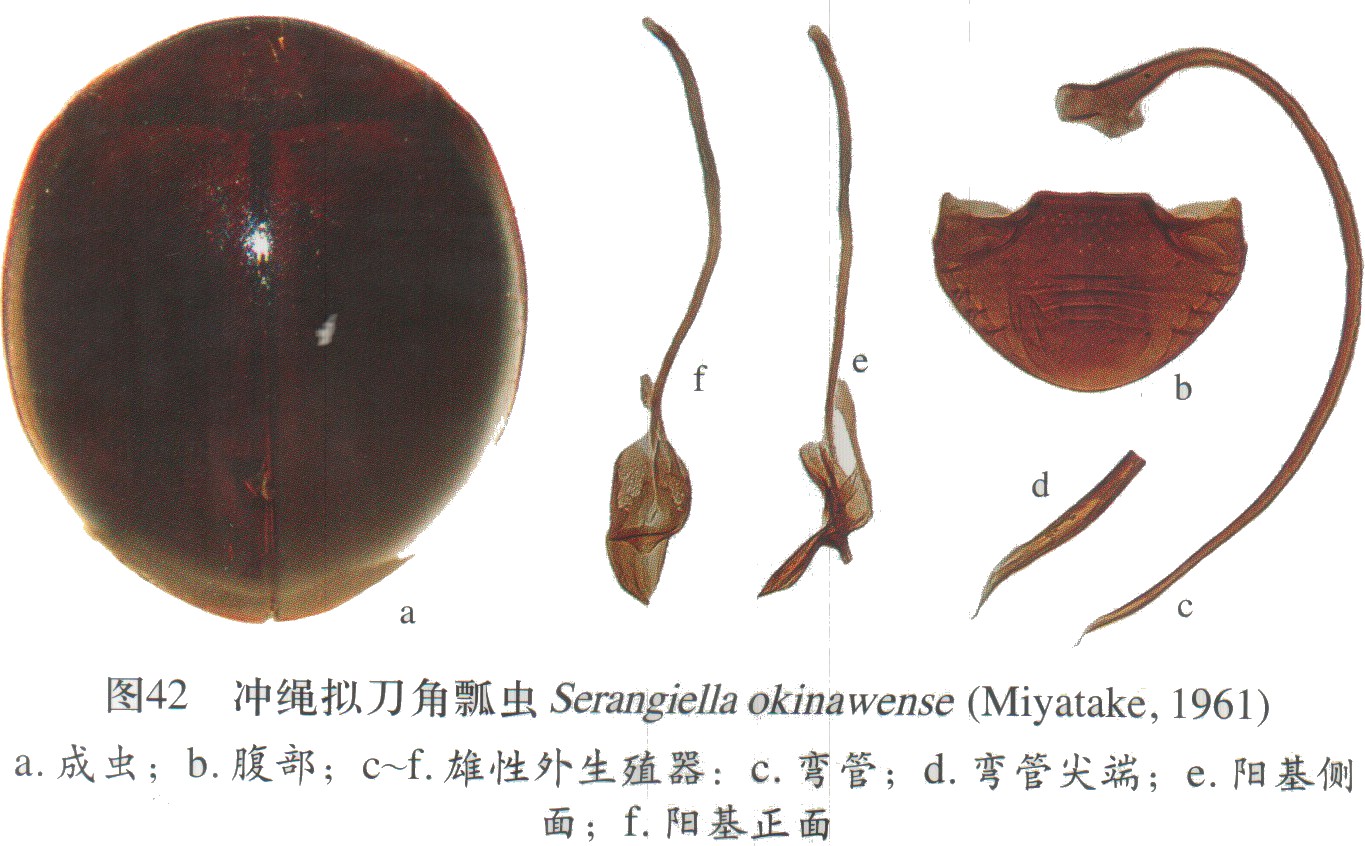 f
e
b
d
c
a
图42 冲绳拟刀角瓢虫 Serangiella okinawense (Miyatake, 1961)
a. 成虫；b. 腹部；c~f. 雄性外生殖器：c. 弯管；d. 弯管尖端；e. 阳基侧
面；f. 阳基正面